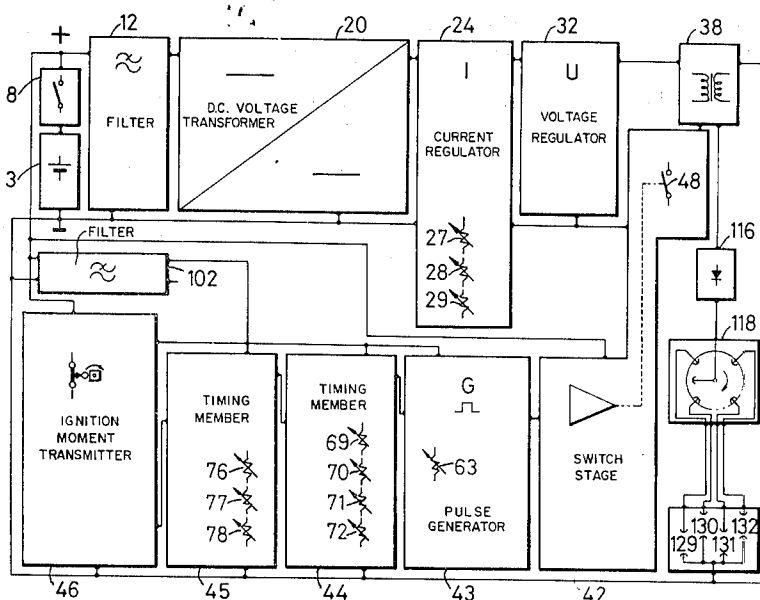 12
20
24
32
38
+
8
FILTER
D.C. VOLTAGE
TRANSFORMER
I
CURRENT
REGULATOR
U
VOLTAGE
REGULATOR
3
48
27
28
29
116
FILTER
102
118
IGNITION
MOMENT
TRANSMITTER
TIMING
MEMBER
76
77
78
TIMING
MEMBER
69
70
71
72
G
63
PULSE
GENERATOR
SWITCH
STAGE
130 132
129 131
46
45
44
43
42